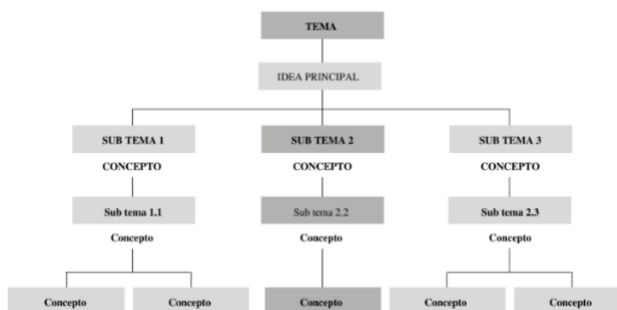 TEMA
IDEA PRINCIPAL
SUB TEMA 1
SUB TEMA 2
SUB TEMA 3
CONCEPTO
CONCEPTO
CONCEPTO
Sub tema 1.1
Sub tema 2.2
Sub tema 2.3
Concepto
Concepto
Concepto
Concepto
Concepto
Concepto
Concepto
Concepto